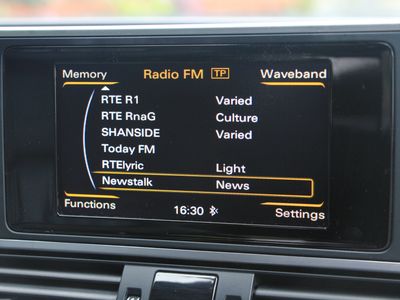 Memory Radio FM TP Waveband
RTE R1 Varied
RTE RnaG Culture
SHANSIDE Varied
Today FM
RTElyric Light
Newstalk News
Functions 16:30 Settings